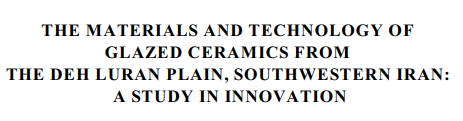 THE MATERIALS AND TECHNOLOGY OF
GLAZED CERAMICS FROM
THE DEH LURAN PLAIN, SOUTHWESTERN IRAN:
A STUDY IN INNOVATION